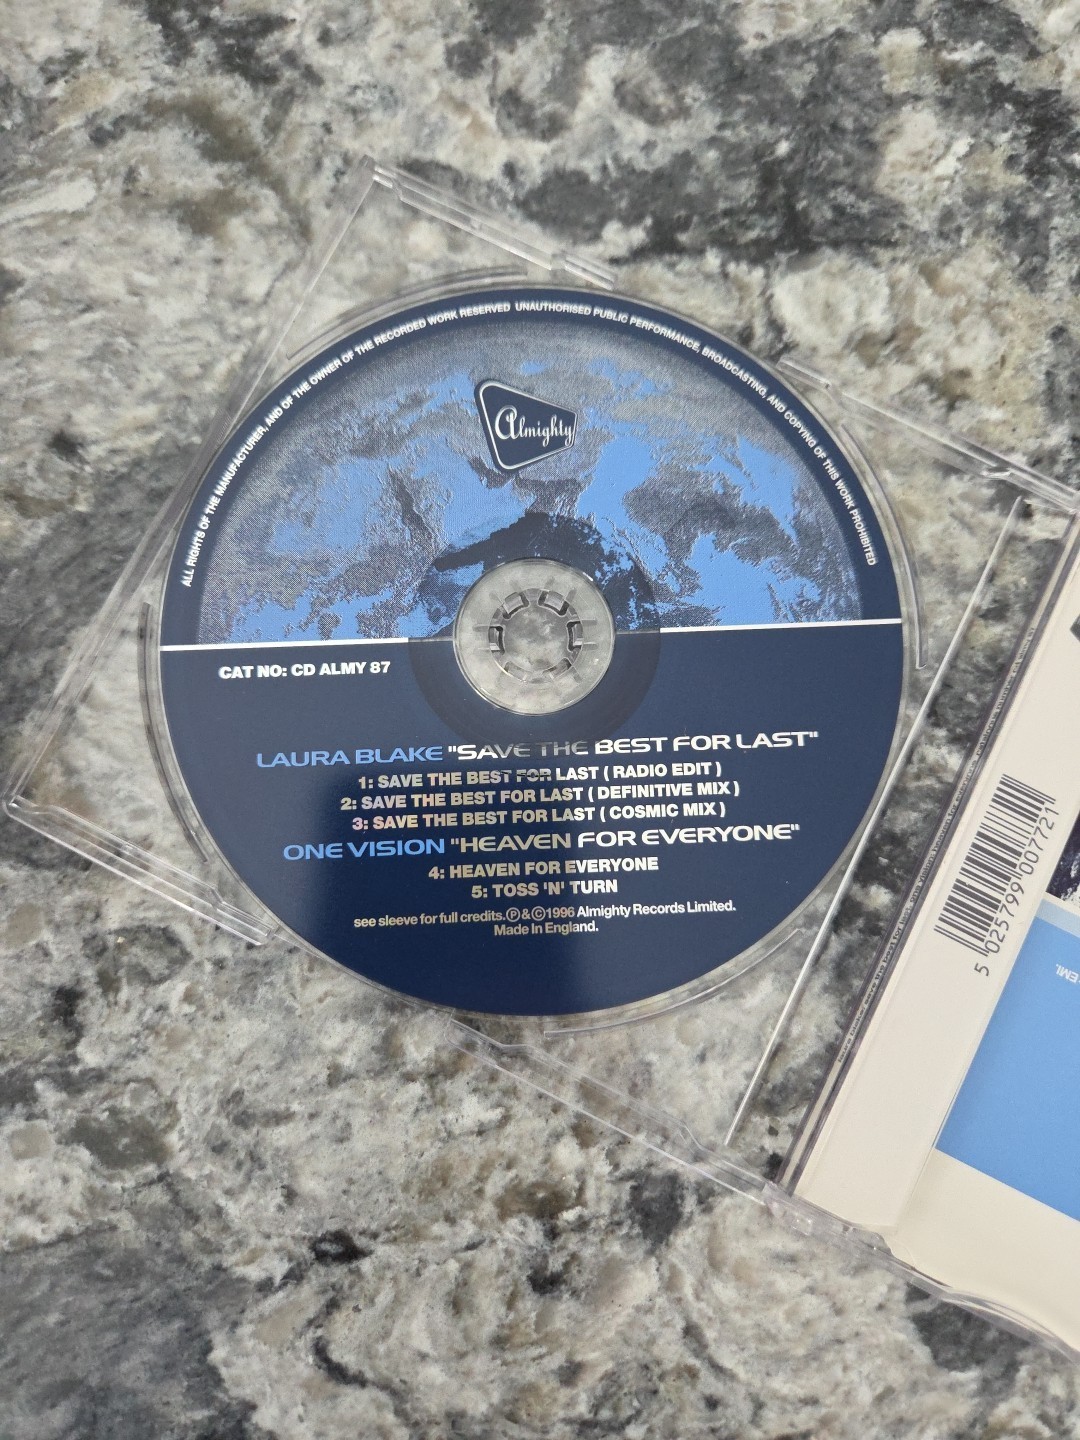 ALL RIGHTS OF THE MANUFACTURER, AND OF THE OWNER OF THE RECORDED WORK RESERVED UNAUTHORISED PUBLIC PERFORMANCE, BROADCASTING, AND COPYING OF THIS WORK PROHIBITED
Almighty
CAT NO: CD ALMY 87
LAURA BLAKE "SAVE THE BEST FOR LAST"
1: SAVE THE BEST FOR LAST ( RADIO EDIT )
2: SAVE THE BEST FOR LAST ( DEFINITIVE MIX )
3: SAVE THE BEST FOR LAST ( COSMIC MIX )
ONE VISION "HEAVEN FOR EVERYONE"
4: HEAVEN FOR EVERYONE
5: TOSS 'N' TURN
see sleeve for full credits.Ⓟ&©1996 Almighty Records Limited.
Made In England.
5 025799 007721
EMI.